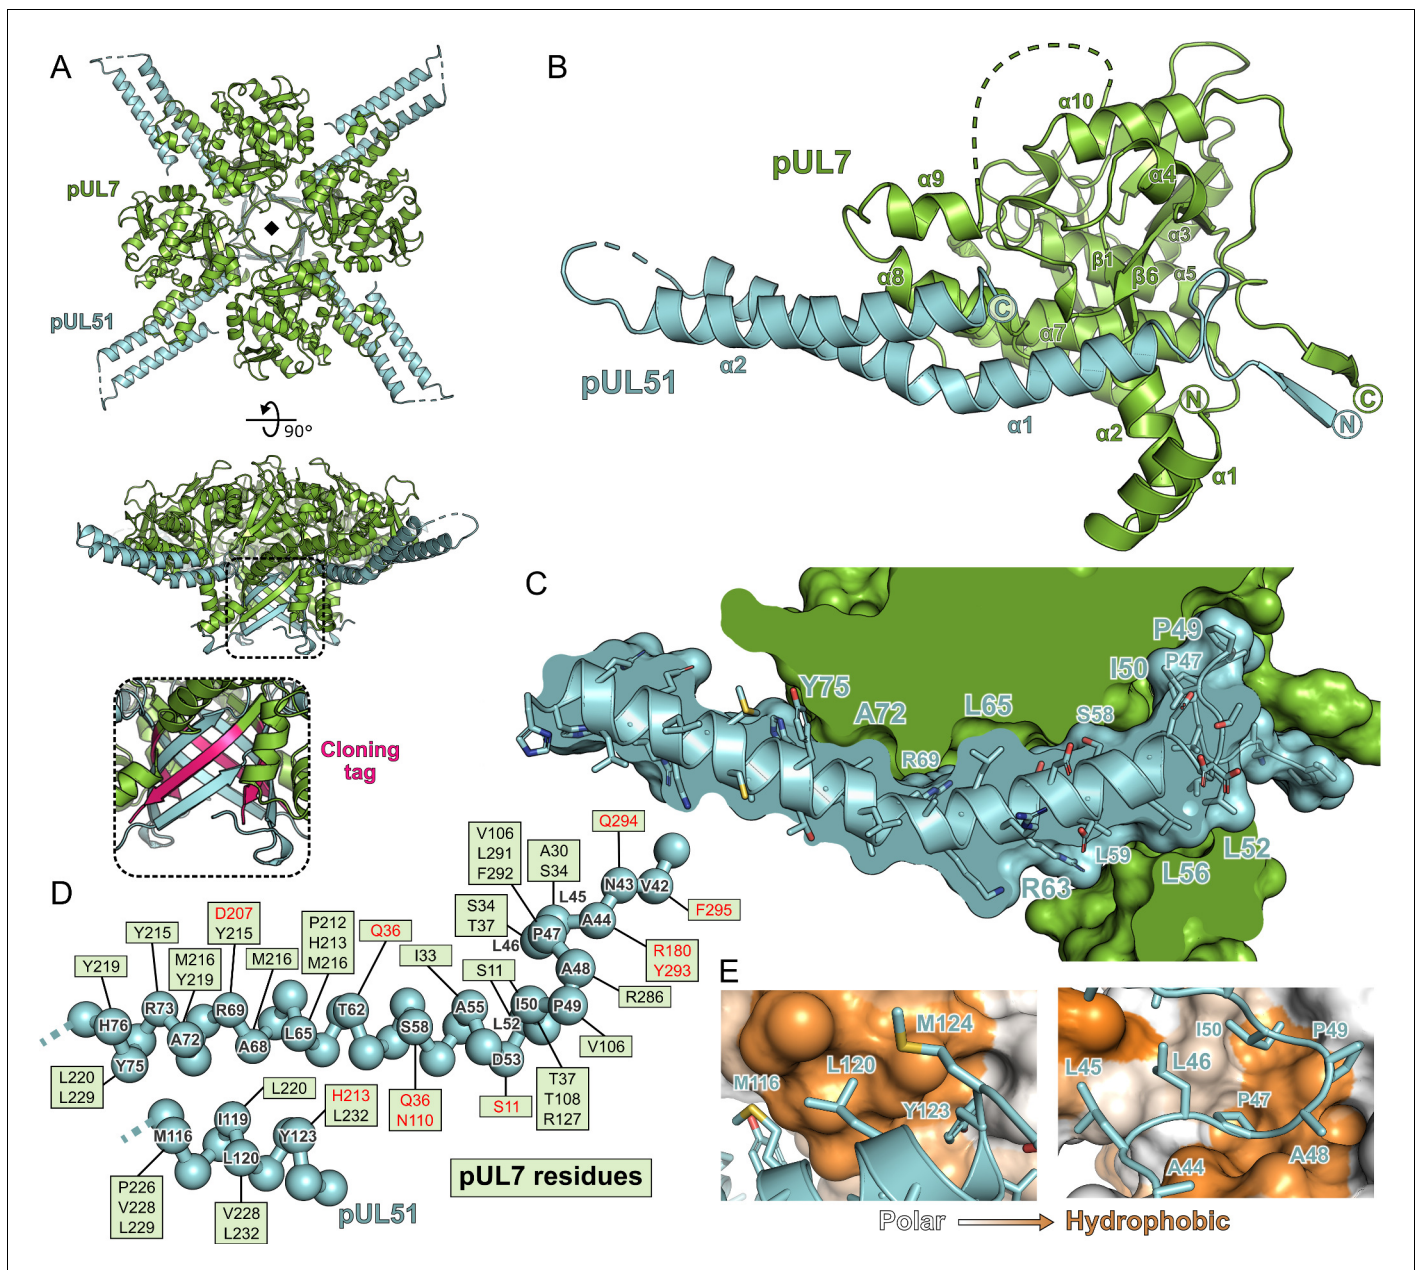 A
pUL7
pUL51
90°
Cloning
tag
B
pUL7
pUL51
α10
α9
α4
α3
β1
β6
α5
α8
C
α7
α2
α1
N
α2
α1
C
N
C
P49
I50
P47
Y75
A72
L65
S58
R69
L59
R63
L56
L52
D
V106
L291
F292
A30
S34
Q294
S34
T37
L45
N43
V42
A44
P47
L46
F295
R180
Y293
A48
R286
D207
Y215
P212
H213
M216
Q36
Y215
M216
Y219
M216
I33
S11
Y219
H76
R73
R69
T62
A55
I50
P49
Y75
A72
A68
L65
S58
L52
D53
V106
L220
L229
L220
H213
L232
Q36
N110
S11
T37
T108
R127
M116
I119
L120
Y123
P226
V228
L229
V228
L232
pUL51
pUL7 residues
E
M124
L120
M116
Y123
I50
P49
L45
L46
P47
A44
A48
Polar
Hydrophobic